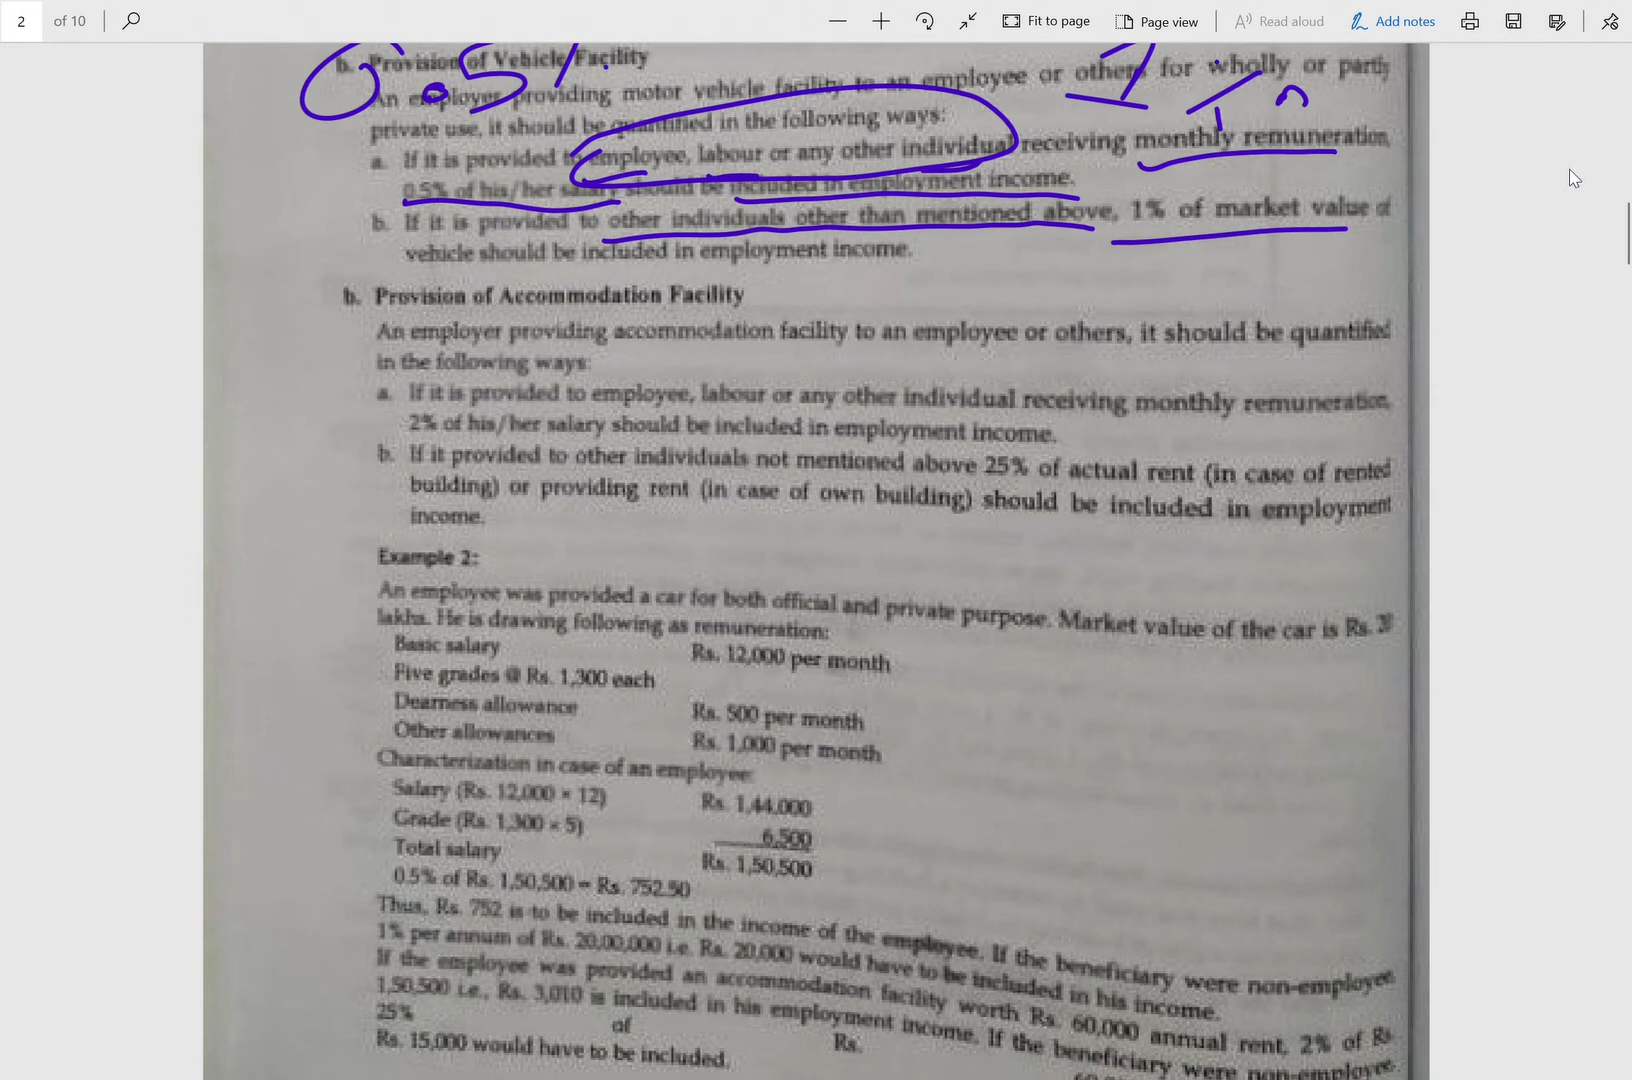 2 of 10
Fit to page
Page view
Read aloud
Add notes
b. Provision of Vehicle Facility
An employer providing motor vehicle facility to an employee or others for wholly or partly
private use, it should be quantified in the following ways:
a. If it is provided to employee, labour or any other individual receiving monthly remuneration,
0.5% of his/her salary should be included in employment income.
b. If it is provided to other individuals other than mentioned above, 1% of market value of
vehicle should be included in employment income.
b. Provision of Accommodation Facility
An employer providing accommodation facility to an employee or others, it should be quantified
in the following ways:
a. If it is provided to employee, labour or any other individual receiving monthly remuneration,
2% of his/her salary should be included in employment income.
b. If it provided to other individuals not mentioned above 25% of actual rent (in case of rented
building) or providing rent (in case of own building) should be included in employment
income.
Example 2:
An employee was provided a car for both official and private purpose. Market value of the car is Rs.
lakhs. He is drawing following as remuneration:
Basic salary Rs. 12,000 per month
Five grades @ Rs. 1,300 each
Dearness allowance Rs. 500 per month
Other allowances Rs. 1,000 per month
Characterization in case of an employee:
Salary (Rs. 12,000 × 12) Rs. 1,44,000
Grade (Rs. 1,300 × 5) 6,500
Total salary Rs. 1,50,500
0.5% of Rs. 1,50,500 = Rs. 752.50
Thus, Rs. 752 is to be included in the income of the employee. If the beneficiary were non-employee
1% per annum of Rs. 20,00,000 i.e. Rs. 20,000 would have to be included in his income.
If the employee was provided an accommodation facility worth Rs. 60,000 annual rent, 2% of Rs.
1,50,500 i.e., Rs. 3,010 is included in his employment income. If the beneficiary were non-employee
25% of Rs.
Rs. 15,000 would have to be included.